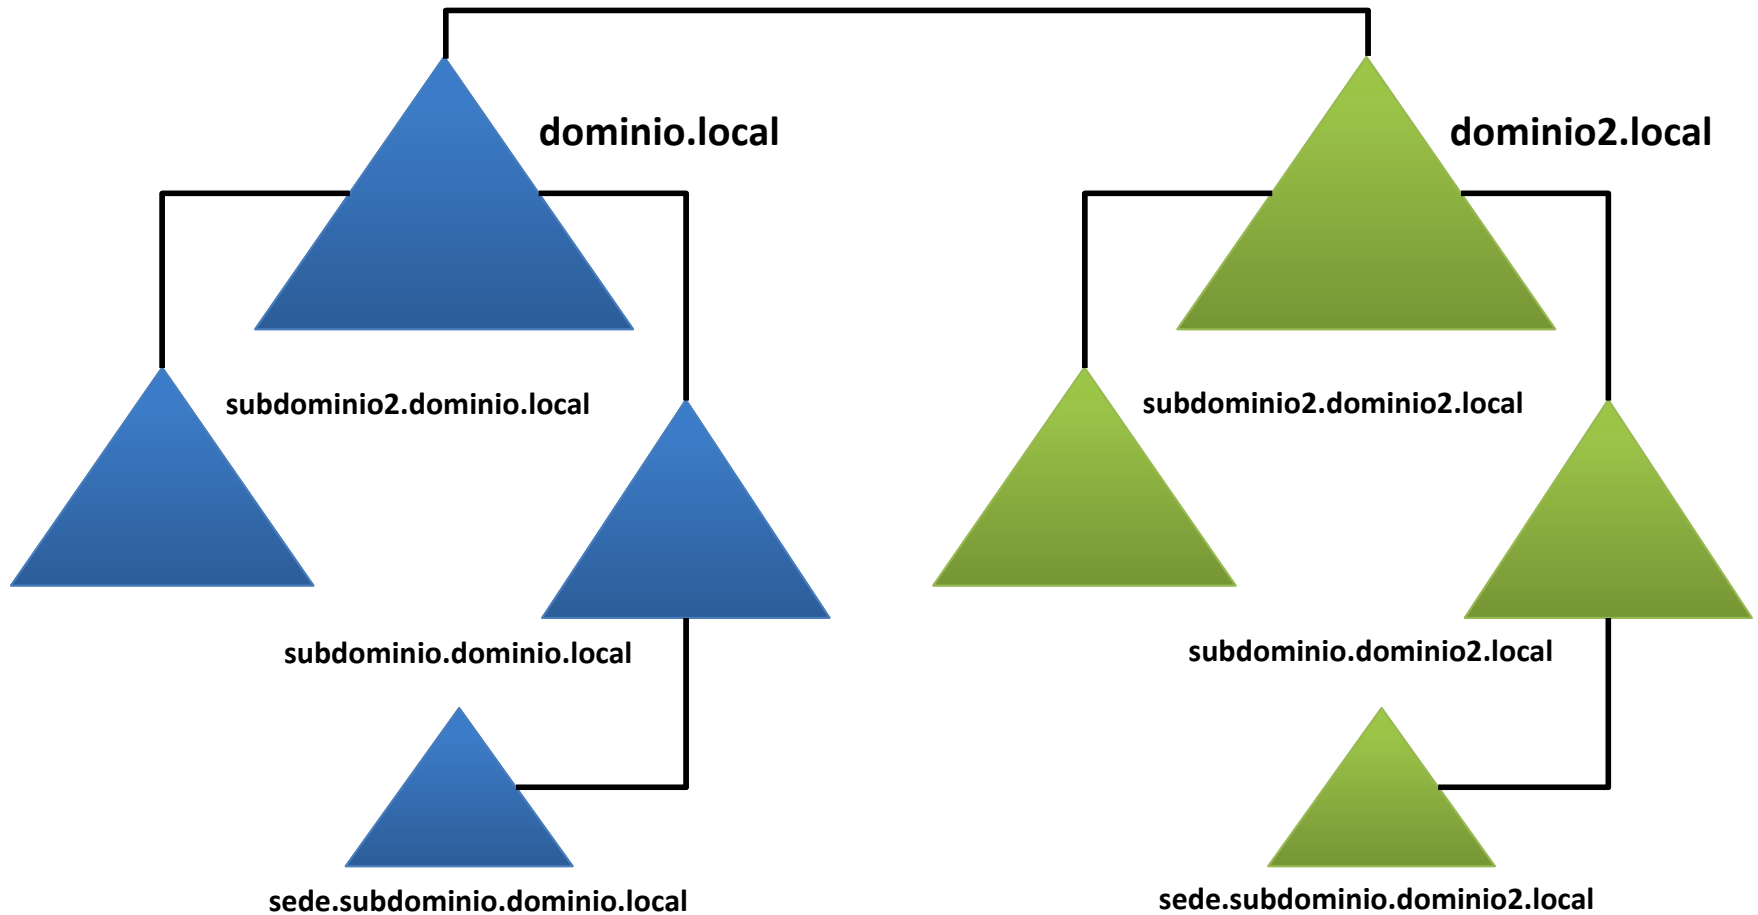 dominio.local
dominio2.local
subdominio2.dominio.local
subdominio2.dominio2.local
subdominio.dominio.local
subdominio.dominio2.local
sede.subdominio.dominio.local
sede.subdominio.dominio2.local